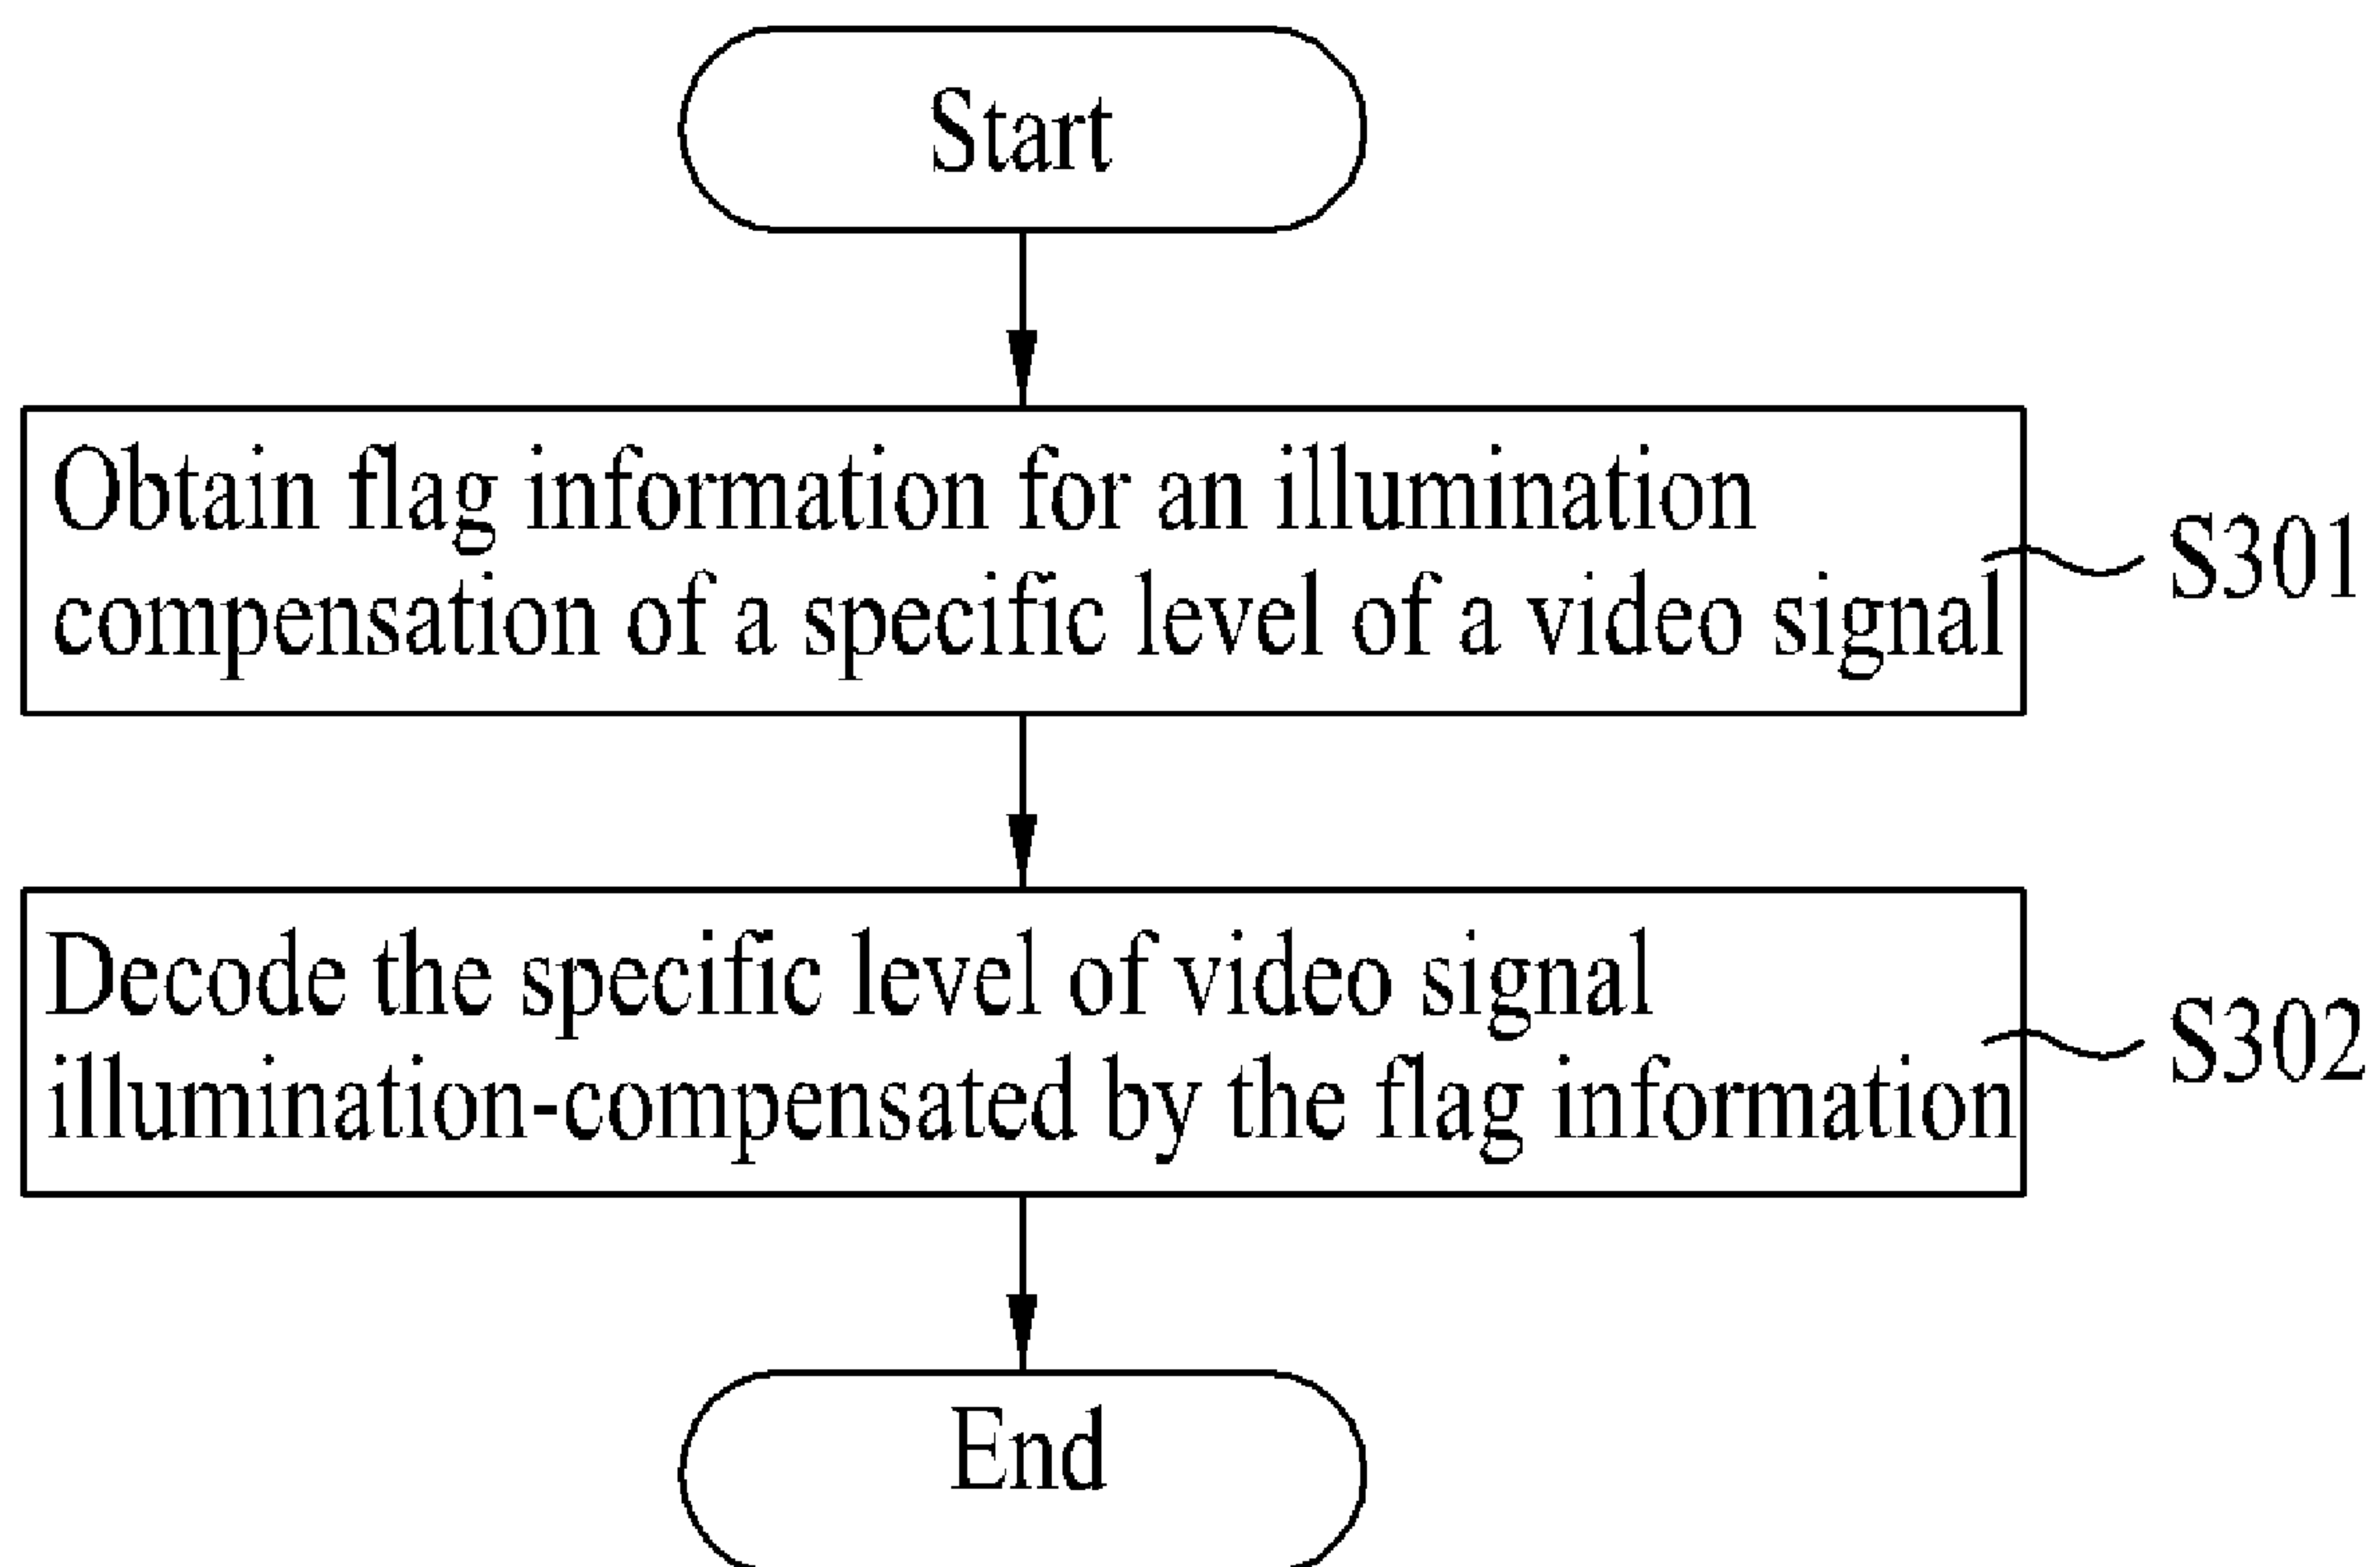 Start
Obtain flag information for an illumination
compensation of a specific level of a video signal
S301
Decode the specific level of video signal
illumination-compensated by the flag information
S302
End